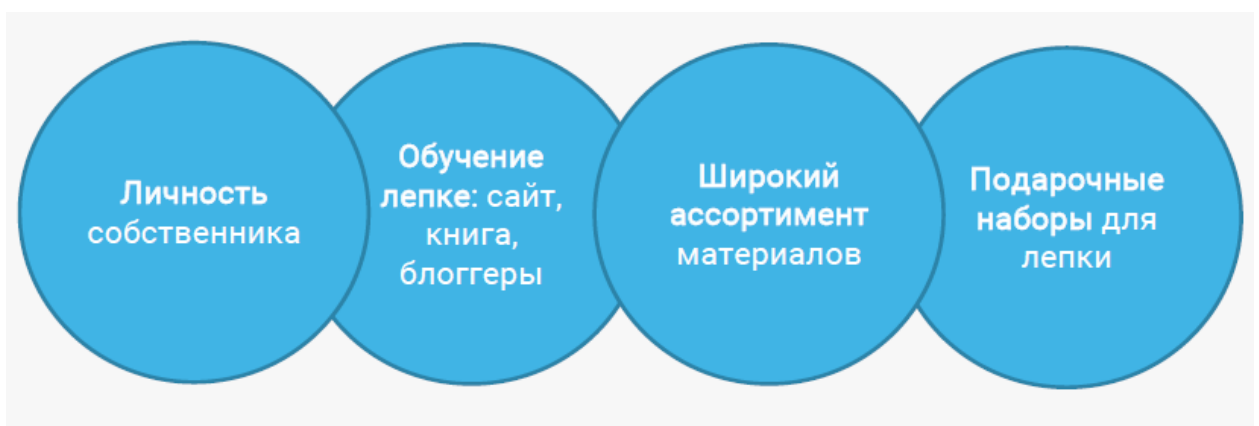 Личность
собственника
Обучение
лепке: сайт,
книга,
блоггеры
Широкий
ассортимент
материалов
Подарочные
наборы для
лепки